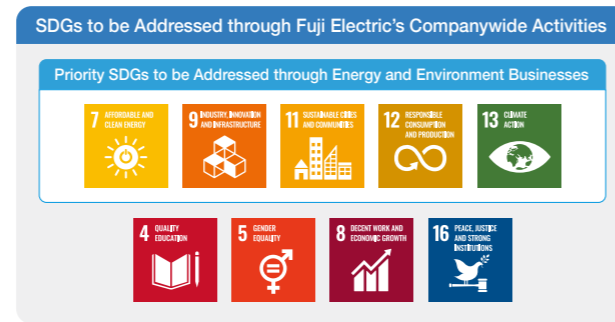 SDGs to be Addressed through Fuji Electric's Companywide Activities
Priority SDGs to be Addressed through Energy and Environment Businesses
7 AFFORDABLE AND
CLEAN ENERGY
9 INDUSTRY, INNOVATION
AND INFRASTRUCTURE
11 SUSTAINABLE CITIES
AND COMMUNITIES
12 RESPONSIBLE
CONSUMPTION
AND PRODUCTION
13 CLIMATE
ACTION
4 QUALITY
EDUCATION
5 GENDER
EQUALITY
8 DECENT WORK AND
ECONOMIC GROWTH
16 PEACE, JUSTICE
AND STRONG
INSTITUTIONS